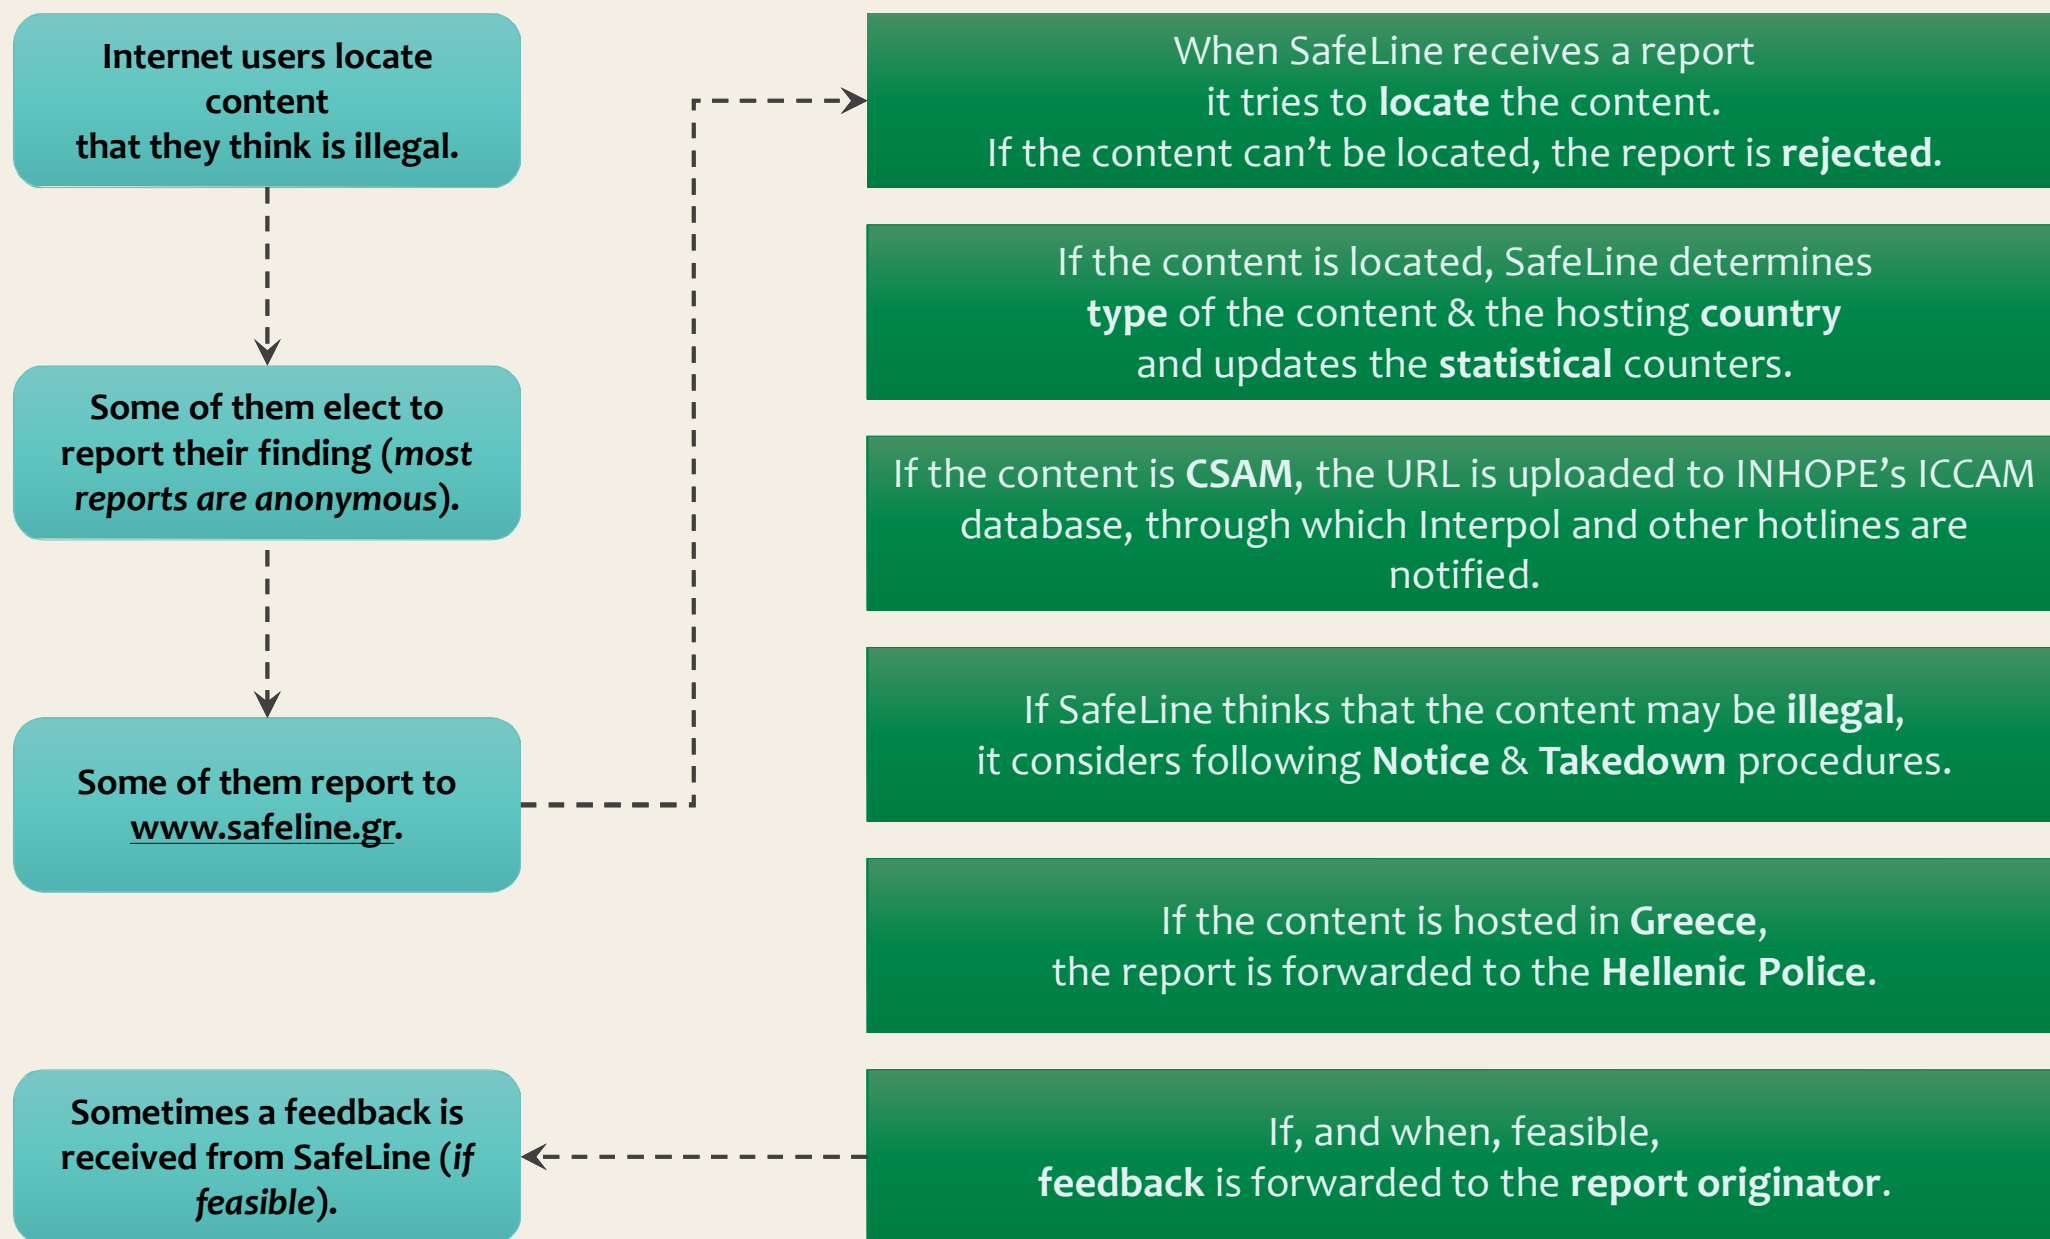 Internet users locate
content
that they think is illegal.
Some of them elect to
report their finding (most
reports are anonymous).
Some of them report to
www.safeline.gr.
Sometimes a feedback is
received from SafeLine (if
feasible).
When SafeLine receives a report
it tries to locate the content.
If the content can’t be located, the report is rejected.
If the content is located, SafeLine determines
type of the content & the hosting country
and updates the statistical counters.
If the content is CSAM, the URL is uploaded to INHOPE’s ICCAM
database, through which Interpol and other hotlines are
notified.
If SafeLine thinks that the content may be illegal,
it considers following Notice & Takedown procedures.
If the content is hosted in Greece,
the report is forwarded to the Hellenic Police.
If, and when, feasible,
feedback is forwarded to the report originator.